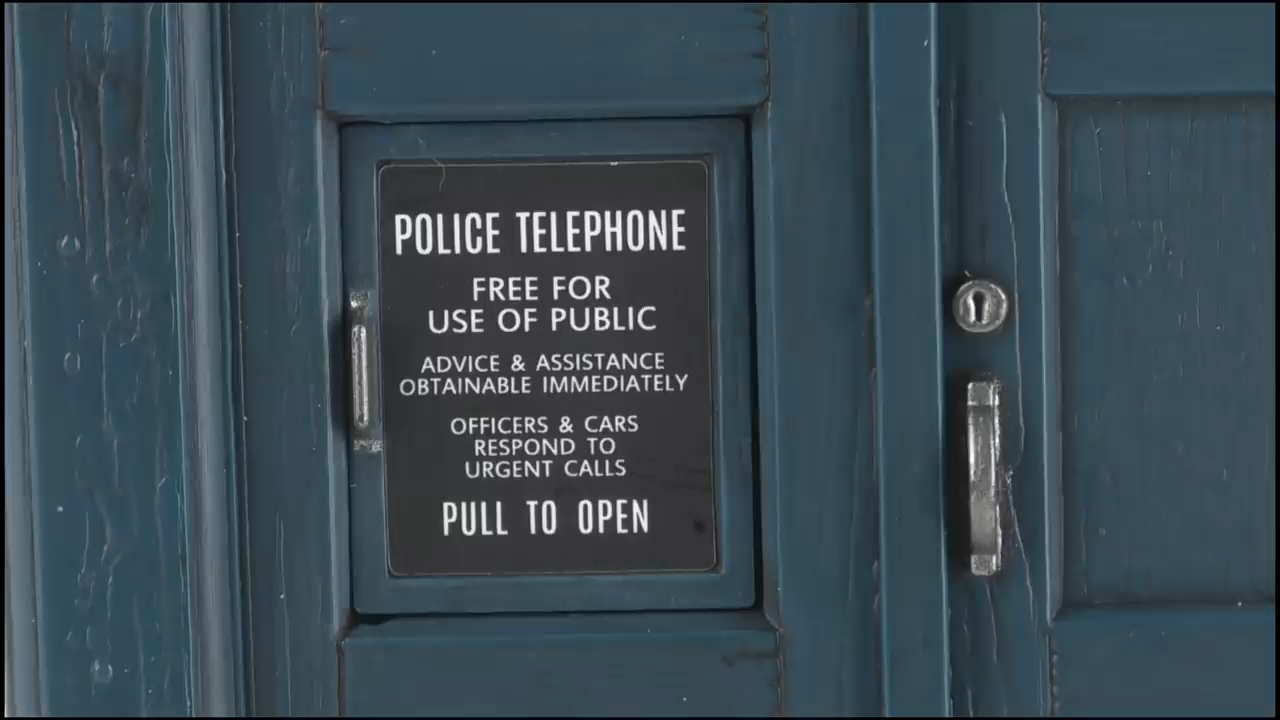 POLICE TELEPHONE
FREE FOR
USE OF PUBLIC
ADVICE & ASSISTANCE
OBTAINABLE IMMEDIATELY
OFFICERS & CARS
RESPOND TO
URGENT CALLS
PULL TO OPEN